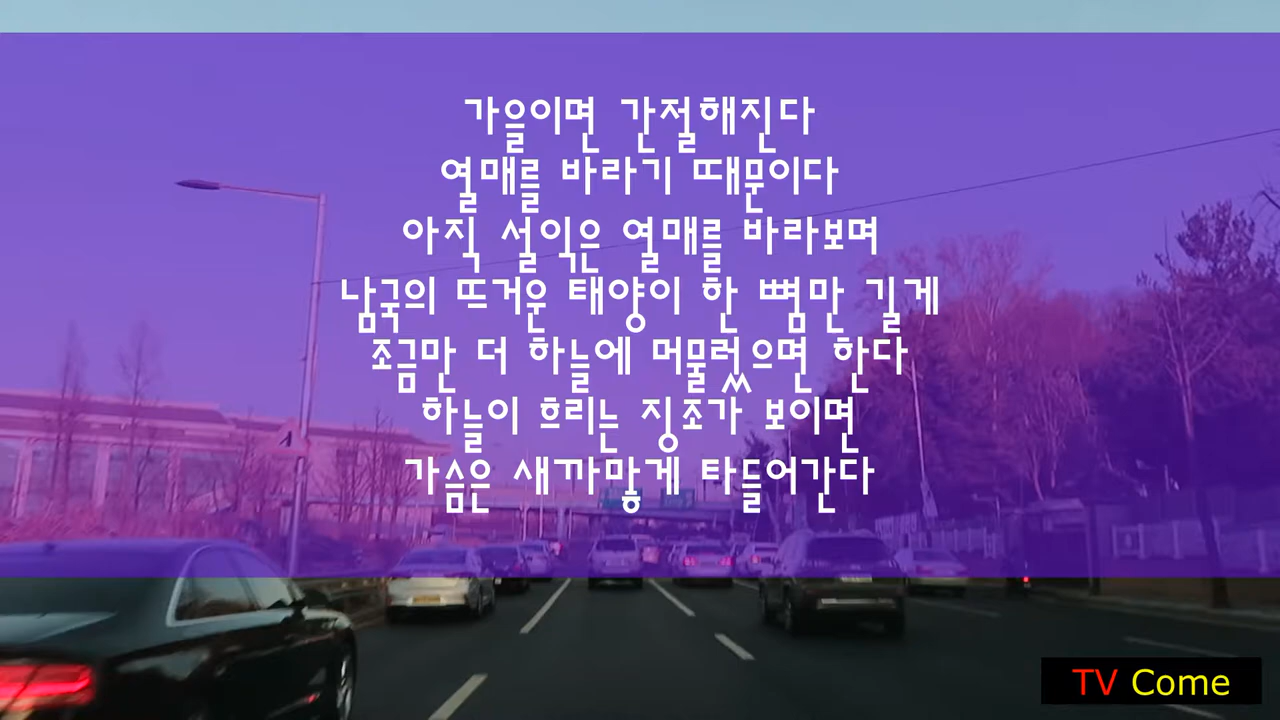 가을이면 간절해진다
열매를 바라기 때문이다
아직 설익은 열매를 바라보며
남국의 뜨거운 태양이 한 뼘만 길게
조금만 더 하늘에 머물렀으면 한다
하늘이 흐리는 징조가 보이면
가슴은 새까맣게 타들어간다
TV Come